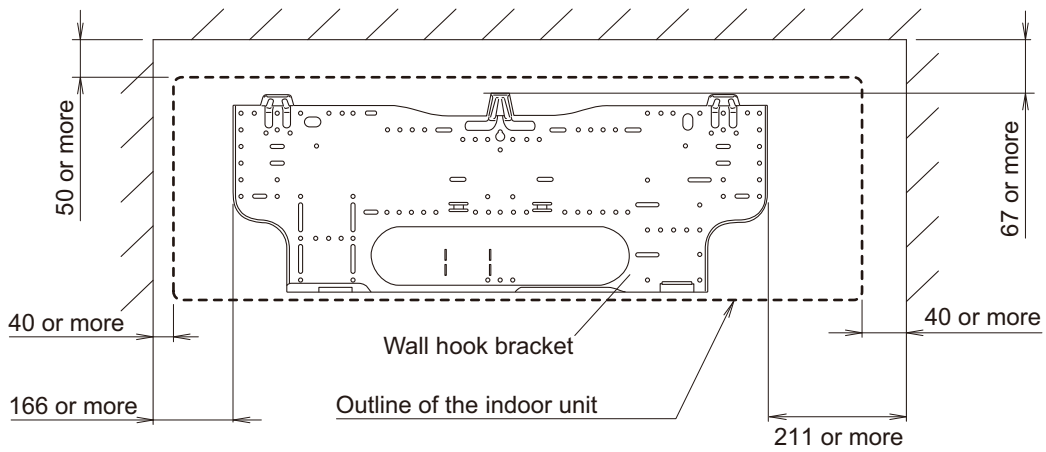 50 or more
67 or more
40 or more
40 or more
Wall hook bracket
166 or more
Outline of the indoor unit
211 or more